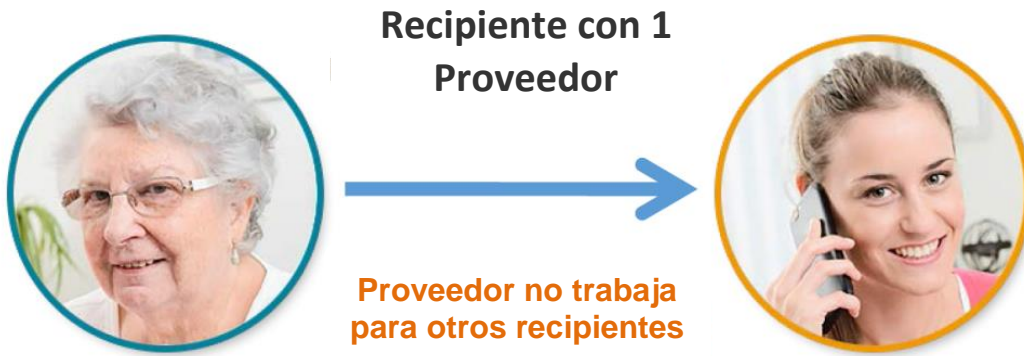 Recipiente con 1
Proveedor
Proveedor no trabaja
para otros recipientes